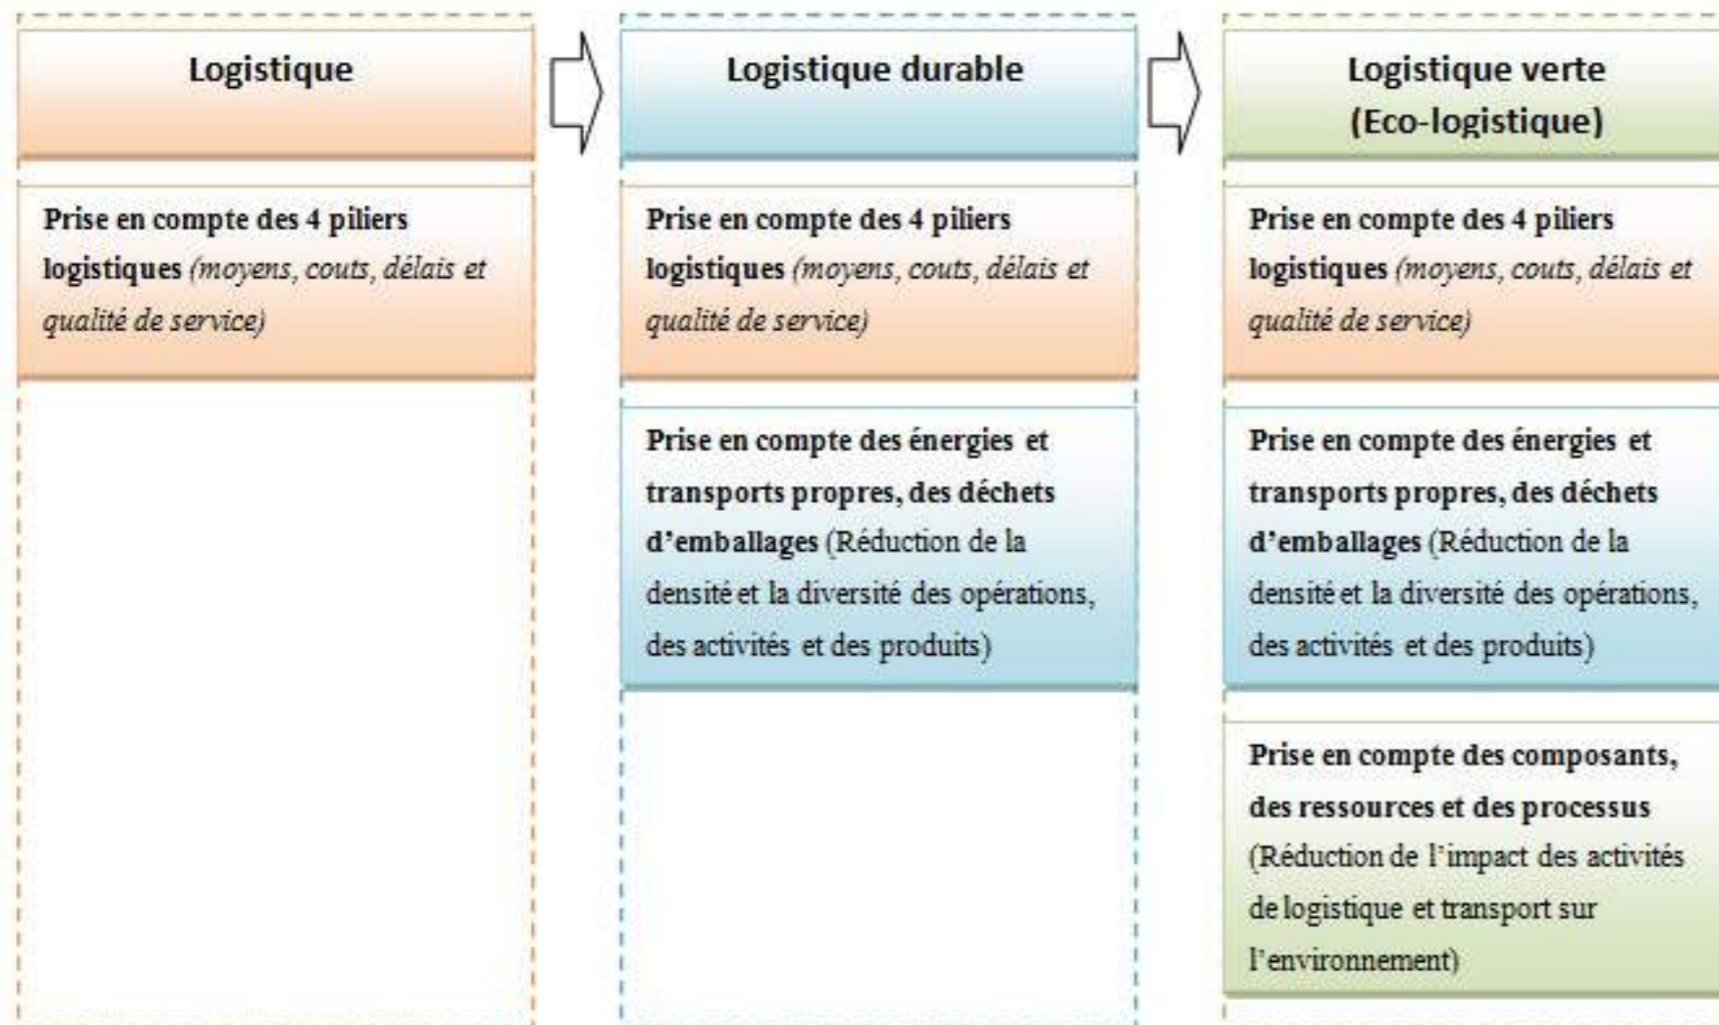 Logistique
Prise en compte des 4 piliers
logistiques (moyens, couts, délais et
qualité de service)
Logistique durable
Prise en compte des 4 piliers
logistiques (moyens, couts, délais et
qualité de service)
Prise en compte des énergies et
transports propres, des déchets
d’emballages (Réduction de la
densité et la diversité des opérations,
des activités et des produits)
Logistique verte
(Eco-logistique)
Prise en compte des 4 piliers
logistiques (moyens, couts, délais et
qualité de service)
Prise en compte des énergies et
transports propres, des déchets
d’emballages (Réduction de la
densité et la diversité des opérations,
des activités et des produits)
Prise en compte des composants,
des ressources et des processus
(Réduction de l’impact des activités
de logistique et transport sur
l’environnement)